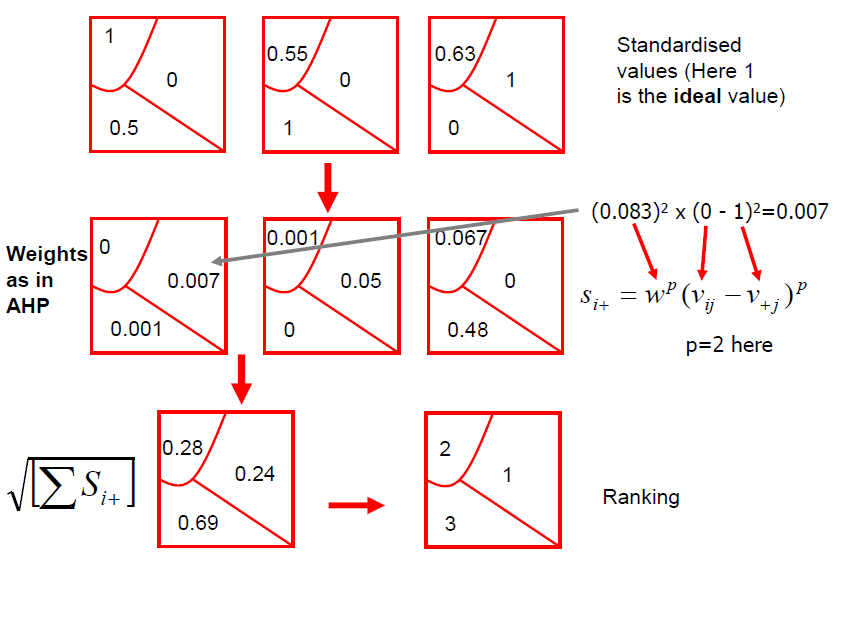 1
0
0.5
0.55
0
1
0.63
1
0
Standardised
values (Here 1
is the ideal value)
Weights
as in
AHP
0
0.007
0.001
0.001
0.05
0
0.067
0
0.48
(0.083)² x (0 - 1)²=0.007
s_{i+} = w^p (v_{ij} − v_{+j})^p
p=2 here
√[∑ S_{i+}]
0.28
0.24
0.69
2
1
3
Ranking